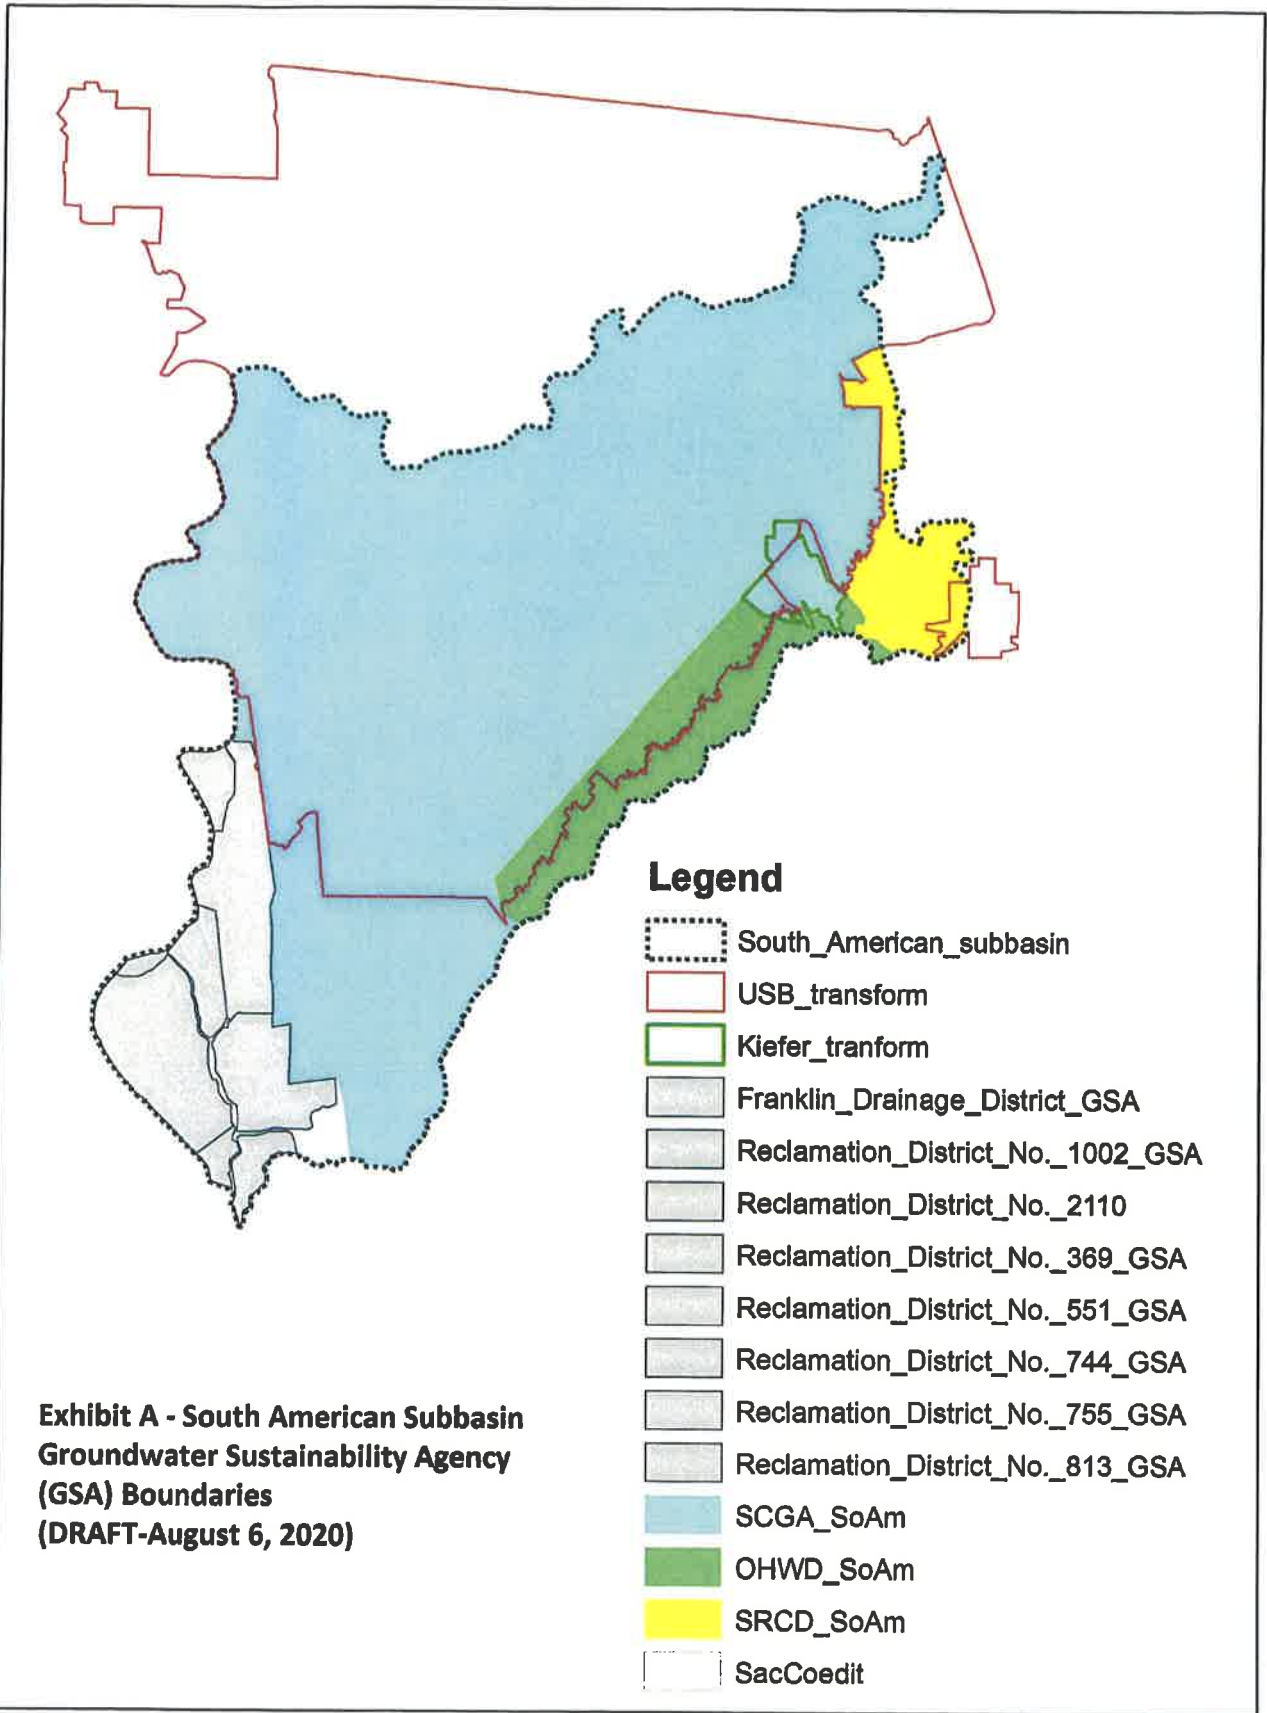 Legend
South_American_subbasin
USB_transform
Kiefer_tranform
Franklin_Drainage_District_GSA
Reclamation_District_No._1002_GSA
Reclamation_District_No._2110
Reclamation_District_No._369_GSA
Reclamation_District_No._551_GSA
Reclamation_District_No._744_GSA
Reclamation_District_No._755_GSA
Reclamation_District_No._813_GSA
SCGA_SoAm
OHWD_SoAm
SRCD_SoAm
SacCoedit
Exhibit A - South American Subbasin
Groundwater Sustainability Agency
(GSA) Boundaries
(DRAFT-August 6, 2020)